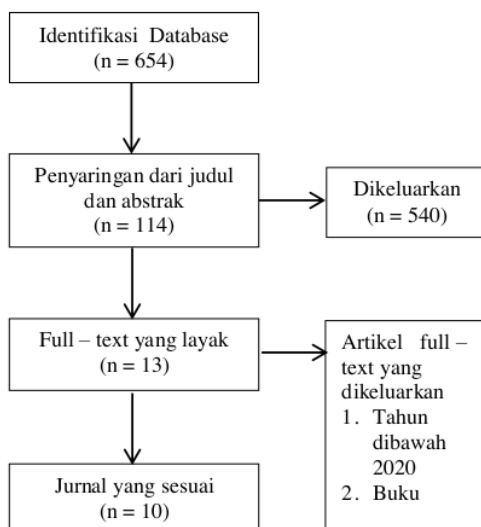 Identifikasi Database
(n = 654)
Penyaringan dari judul
dan abstrak
(n = 114)
Dikeluarkan
(n = 540)
Full – text yang layak
(n = 13)
Artikel full –
text yang
dikeluarkan
1. Tahun
dibawah
2020
2. Buku
Jurnal yang sesuai
(n = 10)